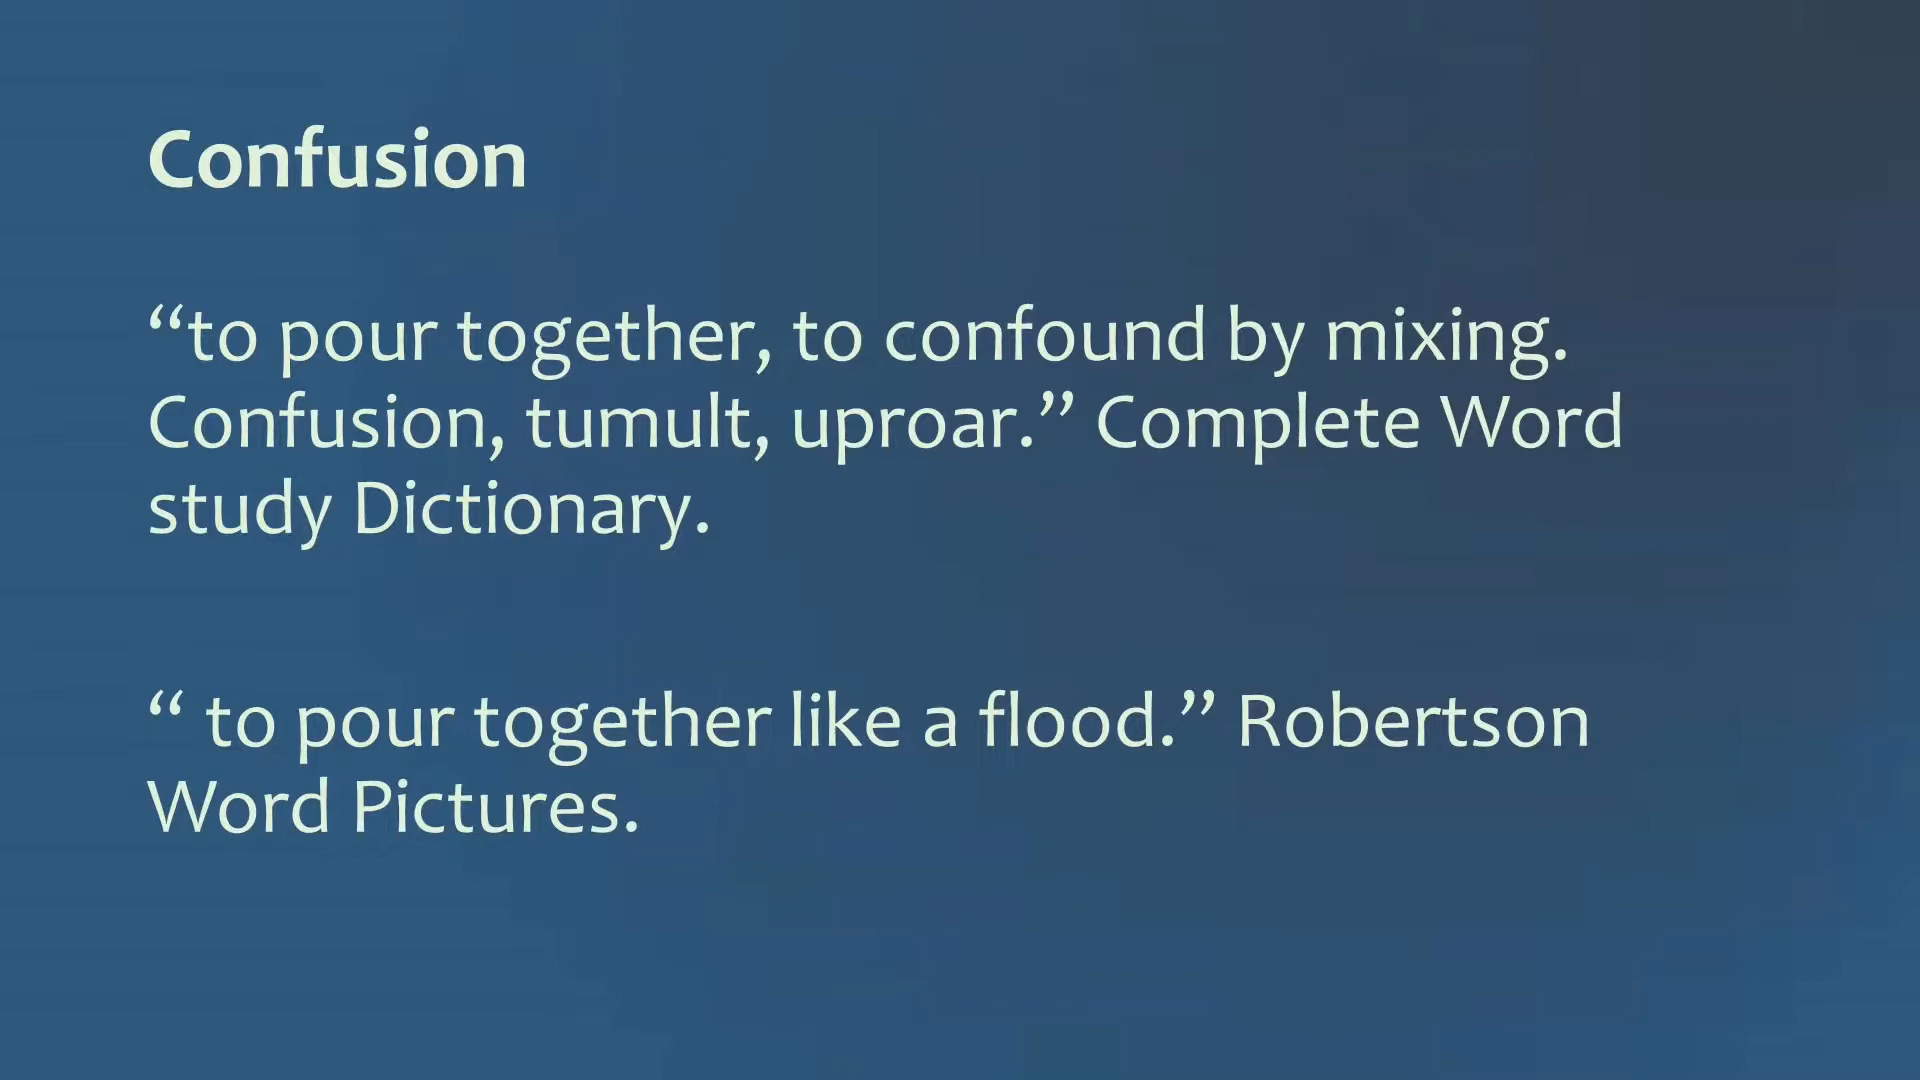 Confusion
“to pour together, to confound by mixing.
Confusion, tumult, uproar.” Complete Word
study Dictionary.
“ to pour together like a flood.” Robertson
Word Pictures.